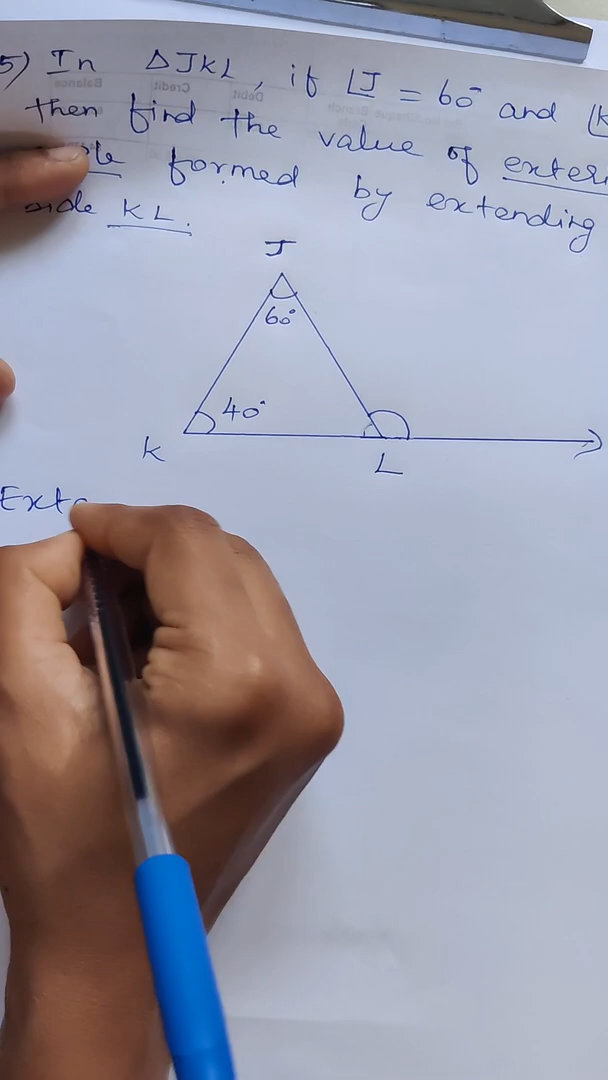 5) In ΔJKL, if ∠J = 60° and ∠K
then find the value of exteri
formed by extending
side KL.
J
60°
40°
K
L
Exte